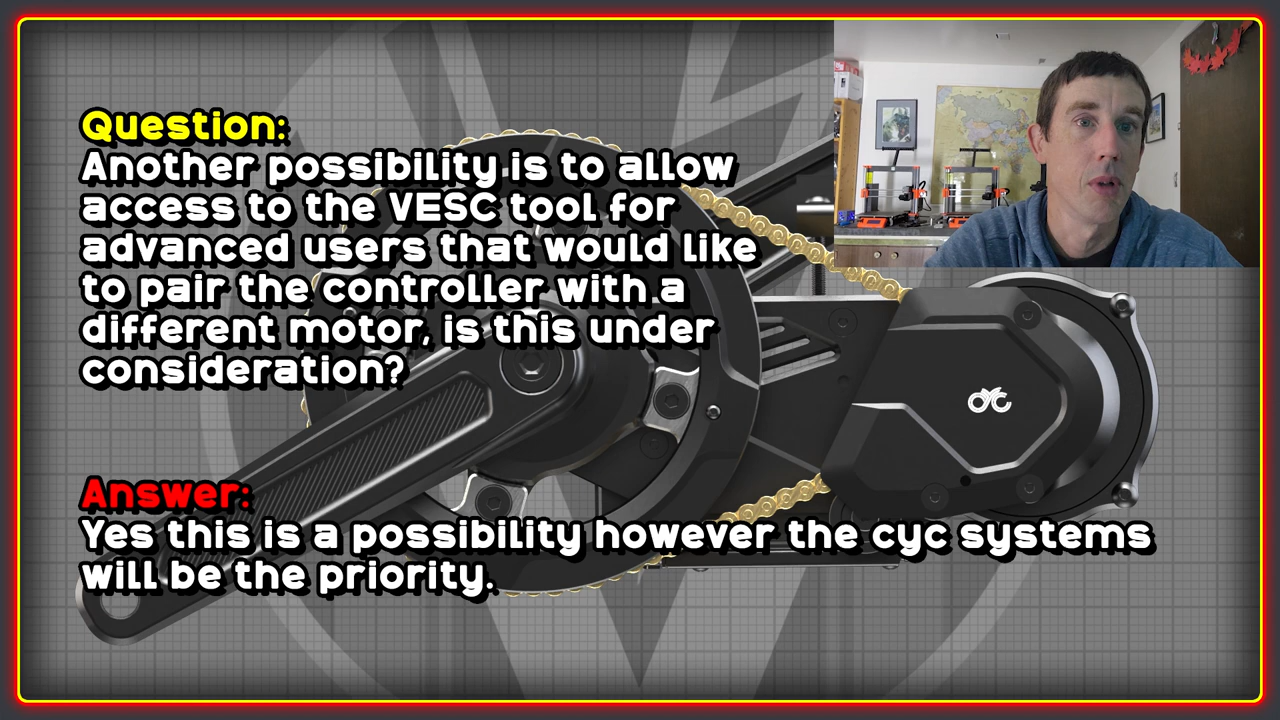 Question:
Another possibility is to allow
access to the VESC tool for
advanced users that would like
to pair the controller with a
different motor, is this under
consideration?
Answer:
Yes this is a possibility however the cyc systems
will be the priority.